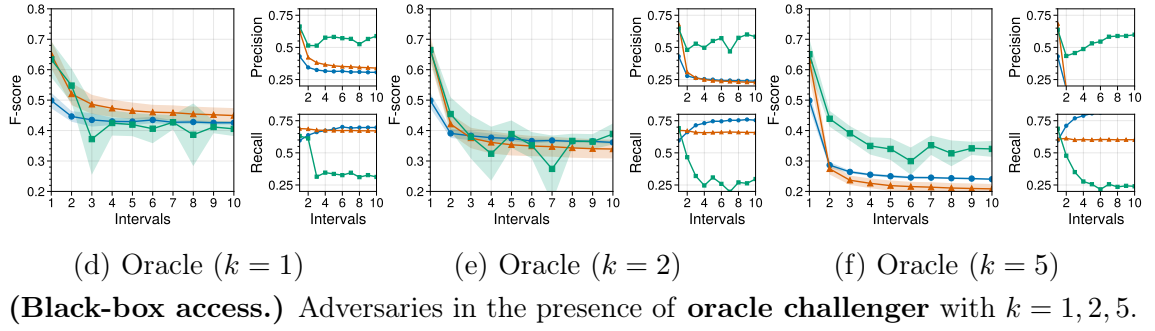 0.8
0.7
0.6
0.5
0.4
0.3
0.2
F-score
1 2 3 4 5 6 7 8 9 10
Intervals
0.75
0.5
0.25
Precision
2 4 6 8 10
0.75
0.5
0.25
Recall
2 4 6 8 10
Intervals
0.8
0.7
0.6
0.5
0.4
0.3
0.2
F-score
1 2 3 4 5 6 7 8 9 10
Intervals
0.75
0.5
0.25
Precision
2 4 6 8 10
0.75
0.5
0.25
Recall
2 4 6 8 10
Intervals
0.8
0.7
0.6
0.5
0.4
0.3
0.2
F-score
1 2 3 4 5 6 7 8 9 10
Intervals
0.75
0.5
0.25
Precision
2 4 6 8 10
0.75
0.5
0.25
Recall
2 4 6 8 10
Intervals
(d) Oracle (k = 1)
(e) Oracle (k = 2)
(f) Oracle (k = 5)
(Black-box access.) Adversaries in the presence of oracle challenger with k = 1, 2, 5.